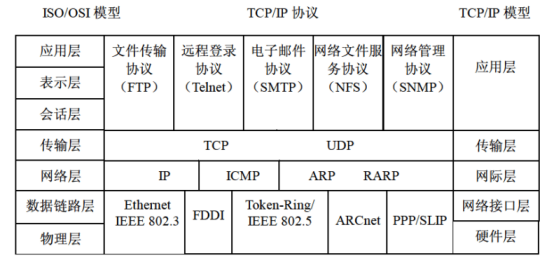 ISO/OSI 模型 TCP/IP 协议 TCP/IP 模型
应用层
表示层
会话层
文件传输
协议
（FTP）
远程登录
协议
（Telnet）
电子邮件
协议
（SMTP）
网络文件服
务协议
（NFS）
网络管理
协议
（SNMP）
应用层
传输层 TCP UDP 传输层
网络层 IP ICMP ARP RARP 网际层
数据链路层
物理层
Ethernet
IEEE 802.3
FDDI
Token-Ring/
IEEE 802.5
ARCnet
PPP/SLIP
网络接口层
硬件层